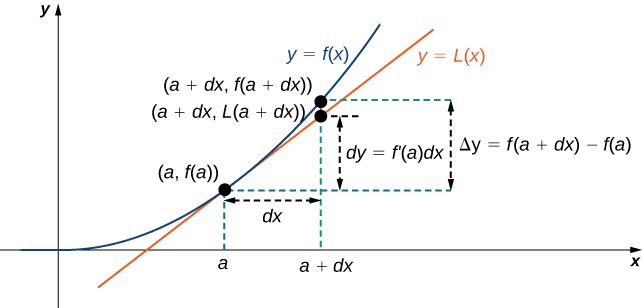 y
y = f(x)
y = L(x)
(a + dx, f(a + dx))
(a + dx, L(a + dx))
dy = f′(a)dx
Δy = f(a + dx) − f(a)
(a, f(a))
dx
a
a + dx
x